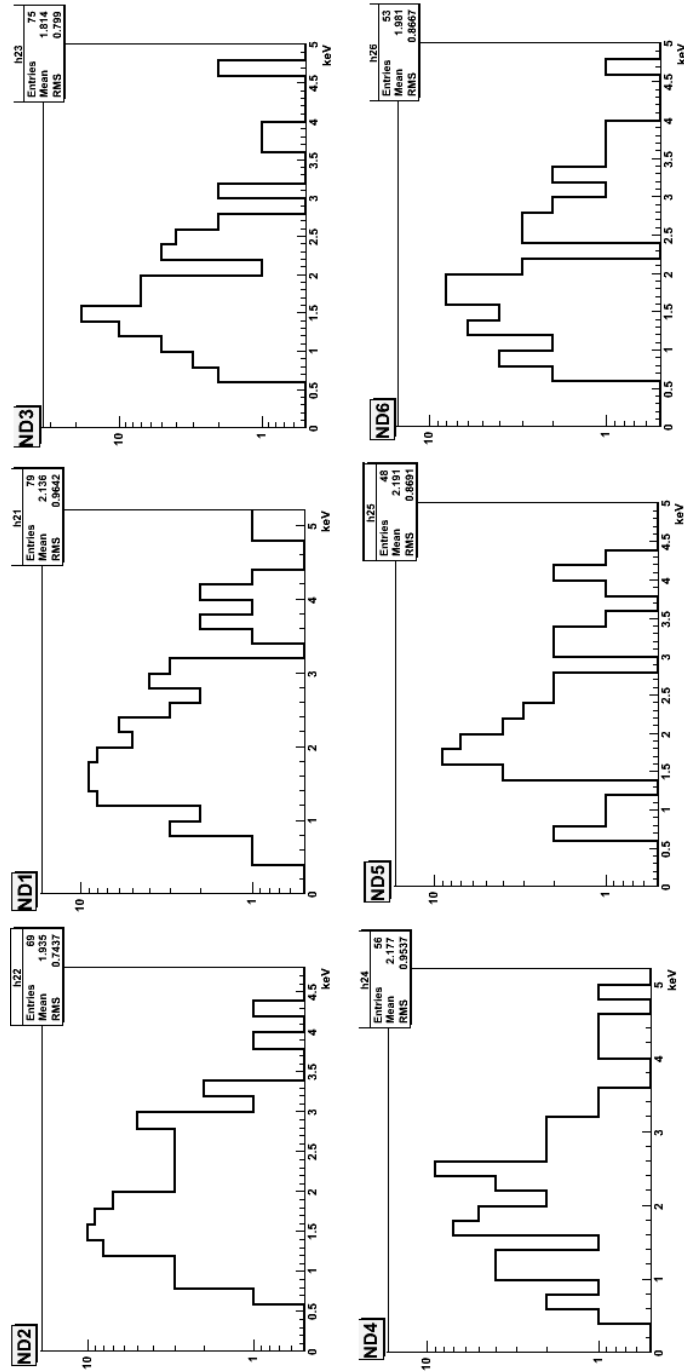 ND2
h22
Entries 69
Mean 1.935
RMS 0.7437
10
1
0 0.5 1 1.5 2 2.5 3 3.5 4 4.5
keV
ND1
h21
Entries 79
Mean 2.136
RMS 0.9642
10
1
0 1 2 3 4 5
keV
ND3
h23
Entries 75
Mean 1.814
RMS 0.799
10
1
0 0.5 1 1.5 2 2.5 3 3.5 4 4.5 5
keV
ND4
h24
Entries 56
Mean 2.177
RMS 0.9537
10
1
0 1 2 3 4 5
keV
ND5
h25
Entries 48
Mean 2.191
RMS 0.8691
10
1
0 0.5 1 1.5 2 2.5 3 3.5 4 4.5 5
keV
ND6
h26
Entries 53
Mean 1.981
RMS 0.8667
10
1
0 0.5 1 1.5 2 2.5 3 3.5 4 4.5 5
keV